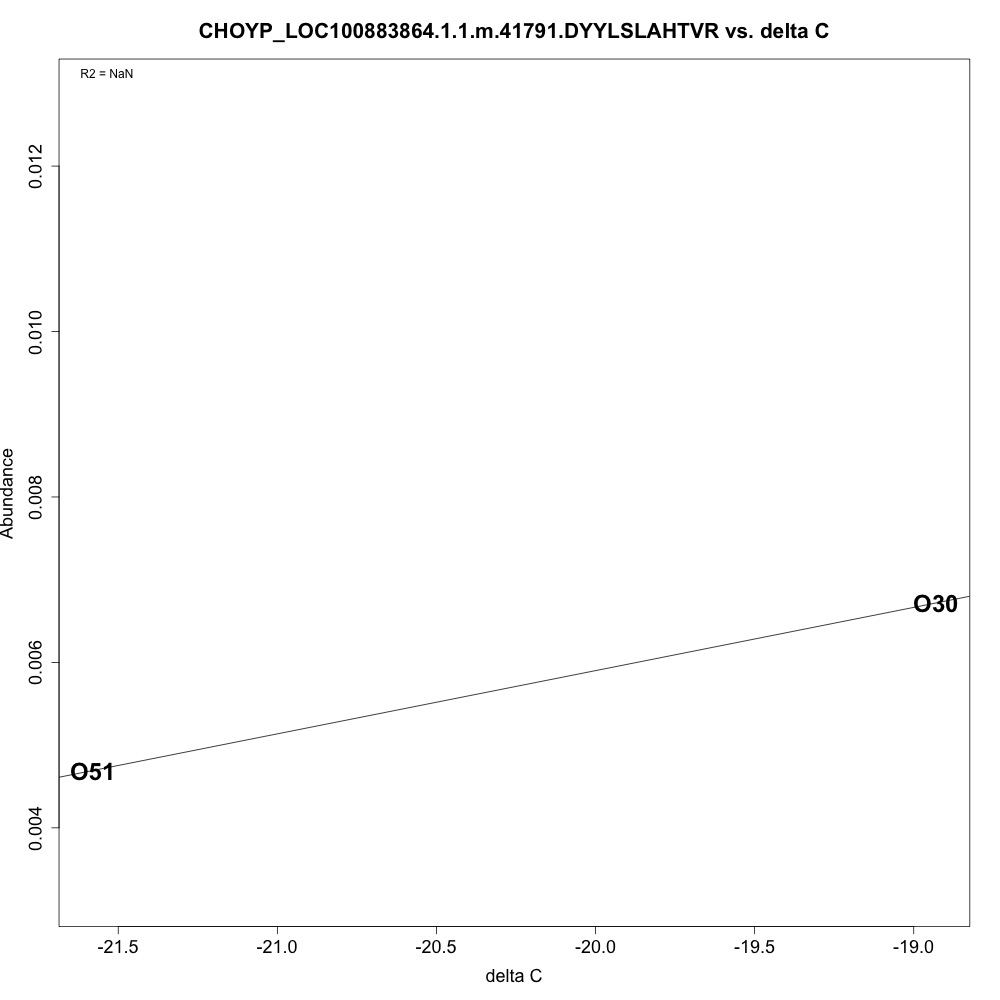 CHOYP_LOC100883864.1.1.m.41791.DYYLSLAHTVR vs. delta C
R2 = NaN
0.012
0.010
0.008
0.006
0.004
Abundance
O30
O51
-21.5 -21.0 -20.5 -20.0 -19.5 -19.0
delta C